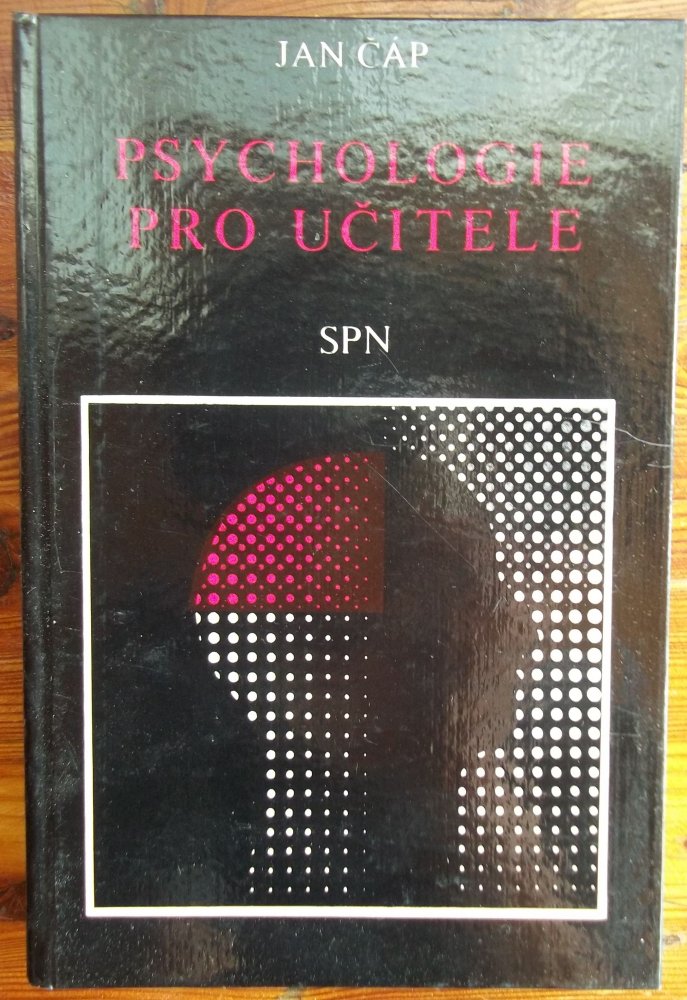 JAN ČÁP
PSYCHOLOGIE
PRO UČITELE
SPN